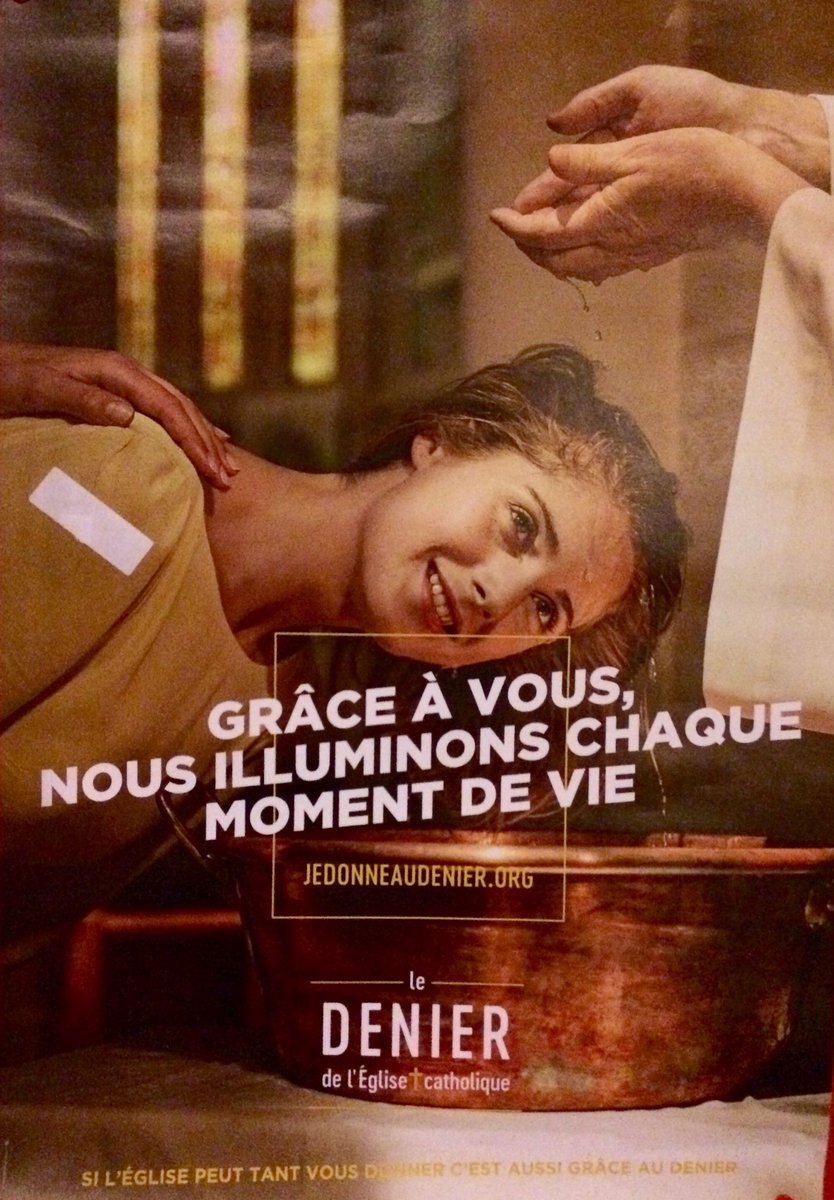 GRÂCE À VOUS,
NOUS ILLUMINONS CHAQUE
MOMENT DE VIE
JEDONNEAUDENIER.ORG
le
DENIER
de l'Église catholique
SI L'ÉGLISE PEUT TANT VOUS DONNER C'EST AUSSI GRÂCE AU DENIER